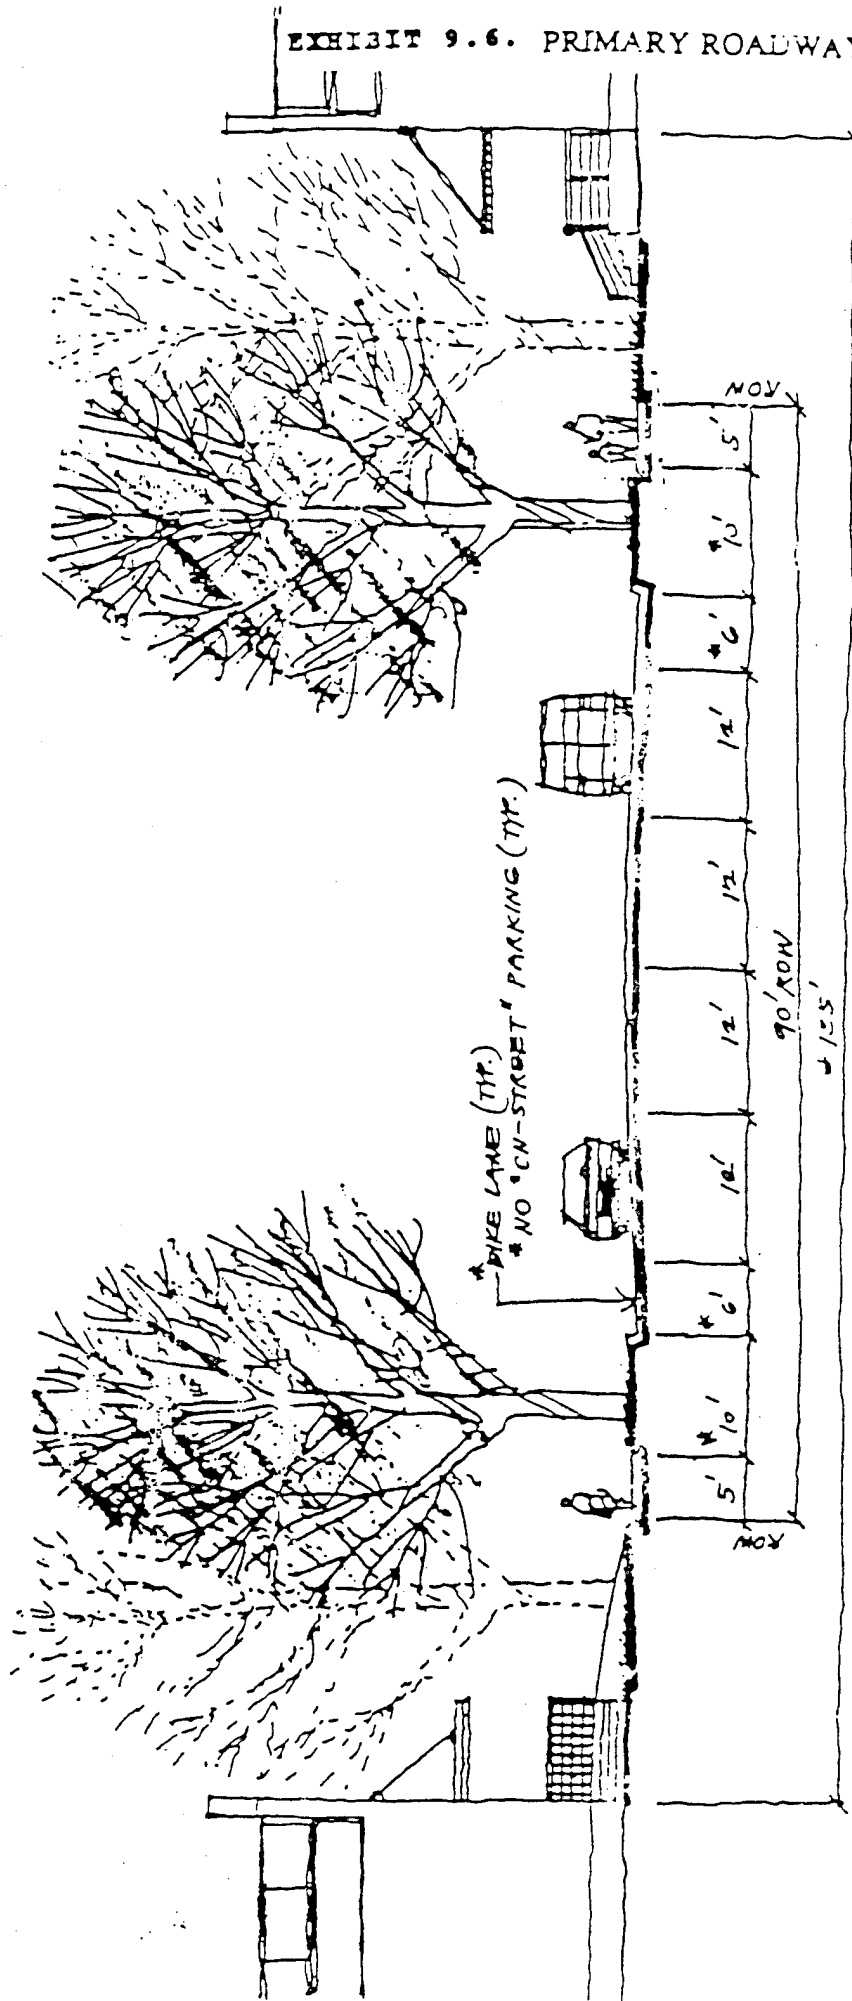 EXHIBIT 9.6. PRIMARY ROADWAY
* BIKE LANE (TYP.)
* NO "ON-STREET" PARKING (TYP.)
5'
*10'
*6'
12'
12'
12'
12'
*6'
*10'
5'
ROW
ROW
90' ROW